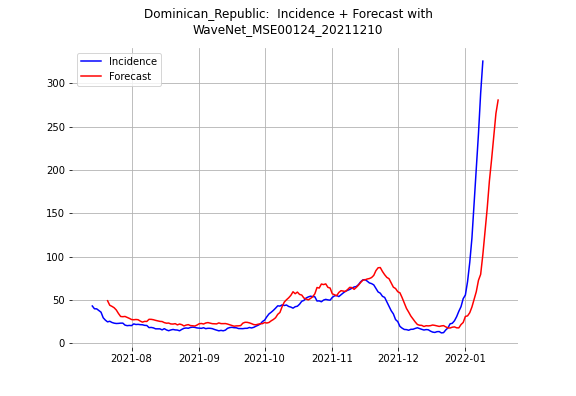 Dominican_Republic:  Incidence + Forecast with
WaveNet_MSE00124_20211210
Incidence
Forecast
300
250
200
150
100
50
0
2021-08 2021-09 2021-10 2021-11 2021-12 2022-01